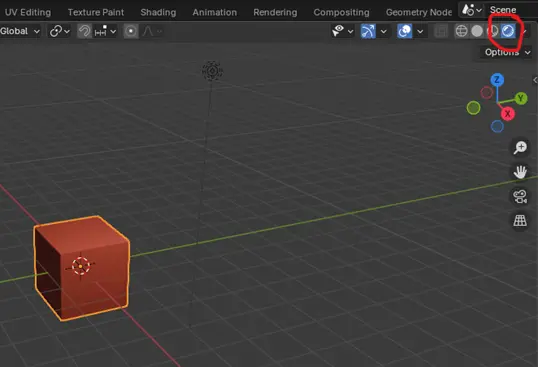 UV Editing Texture Paint Shading Animation Rendering Compositing Geometry Node Scene
Global
Options
Z
Y
X